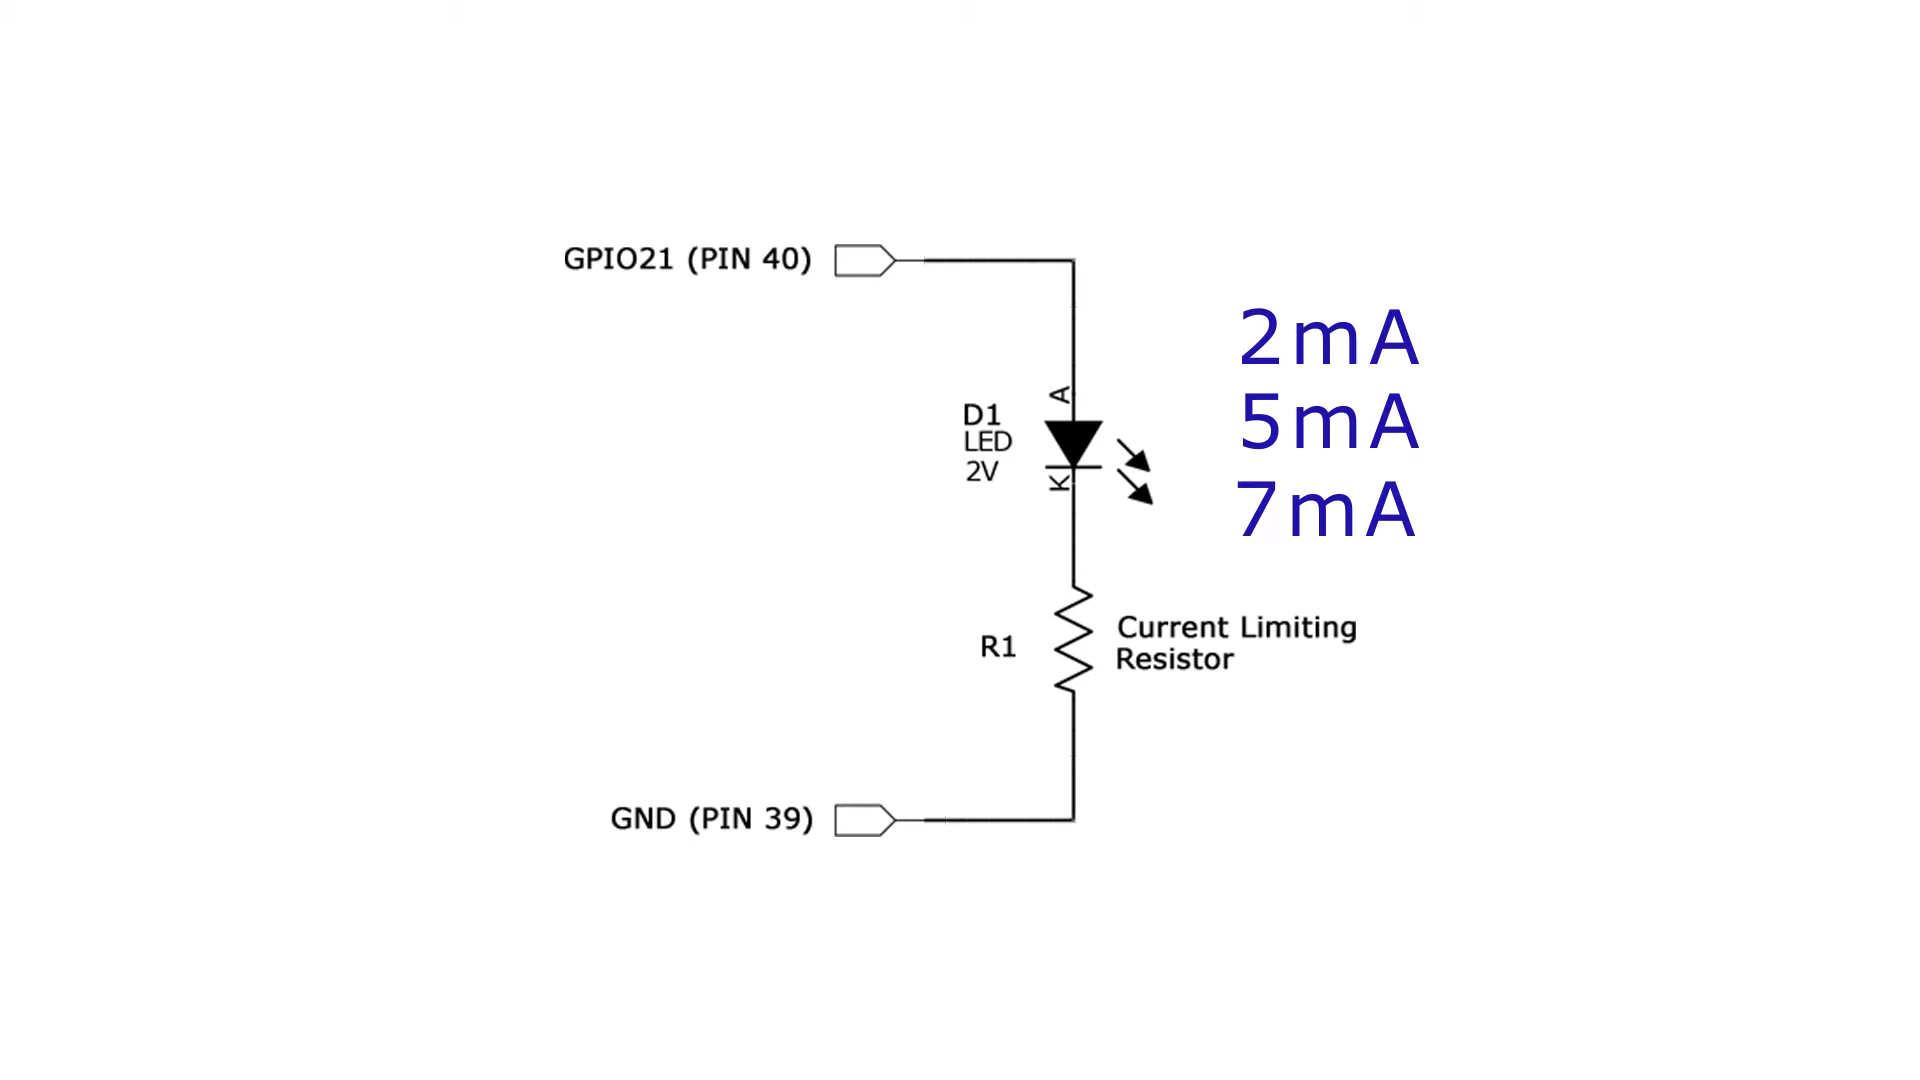 GPIO21 (PIN 40)
2mA
A
D1
LED
2V
5mA
K
7mA
R1
Current Limiting
Resistor
GND (PIN 39)